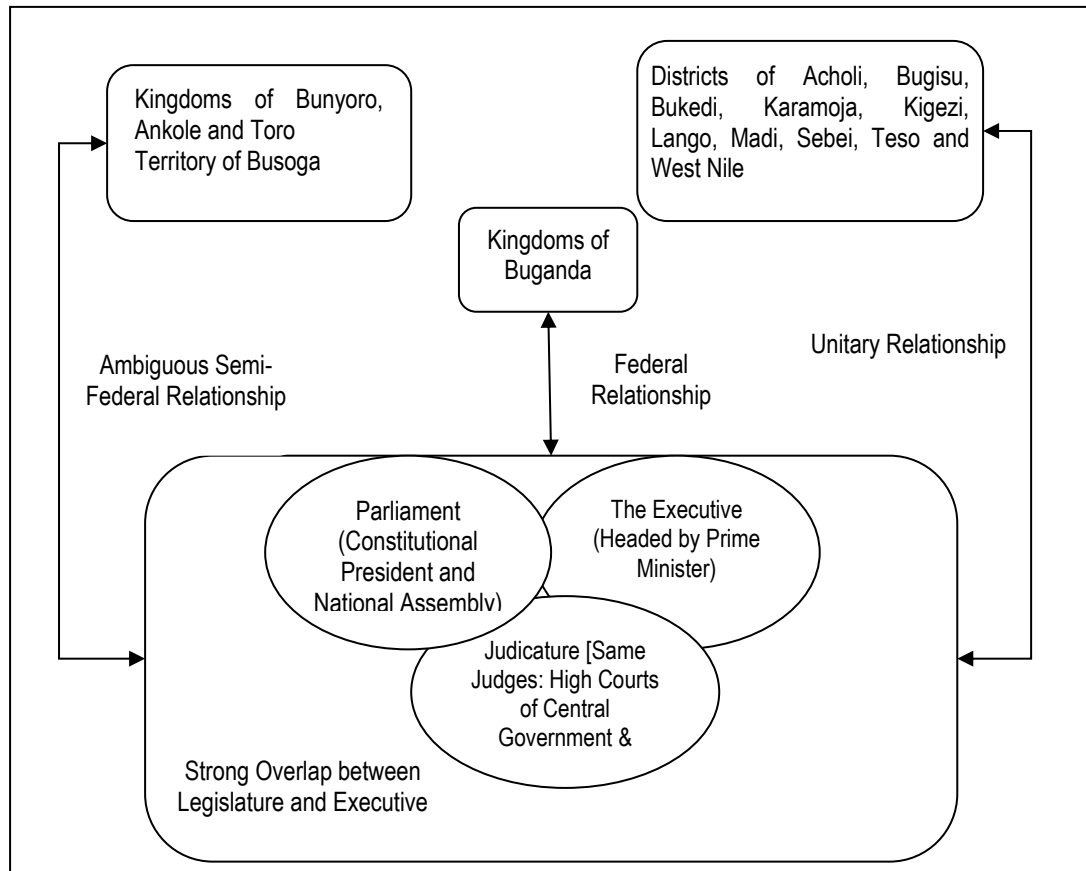 Kingdoms of Bunyoro,
Ankole and Toro
Territory of Busoga
Districts of Acholi, Bugisu,
Bukedi, Karamoja, Kigezi,
Lango, Madi, Sebei, Teso and
West Nile
Kingdoms of
Buganda
Ambiguous Semi-
Federal Relationship
Federal
Relationship
Unitary Relationship
Parliament
(Constitutional
President and
National Assembly)
The Executive
(Headed by Prime
Minister)
Judicature [Same
Judges: High Courts
of Central
Government &
Strong Overlap between
Legislature and Executive